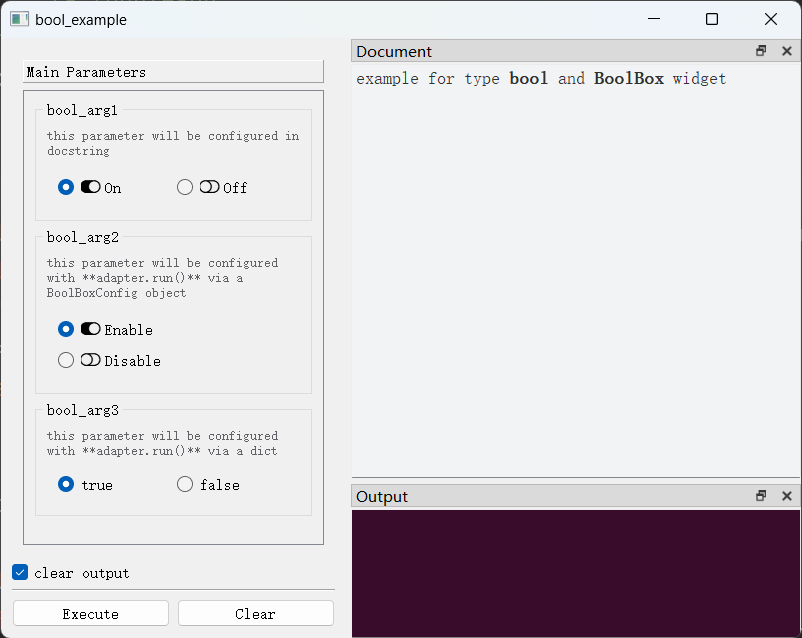 bool_example
Main Parameters
bool_arg1
this parameter will be configured in
docstring
On Off
bool_arg2
this parameter will be configured
with **adapter.run()** via a
BoolBoxConfig object
Enable
Disable
bool_arg3
this parameter will be configured
with **adapter.run()** via a dict
true false
clear output
Execute Clear
Document
example for type bool and BoolBox widget
Output